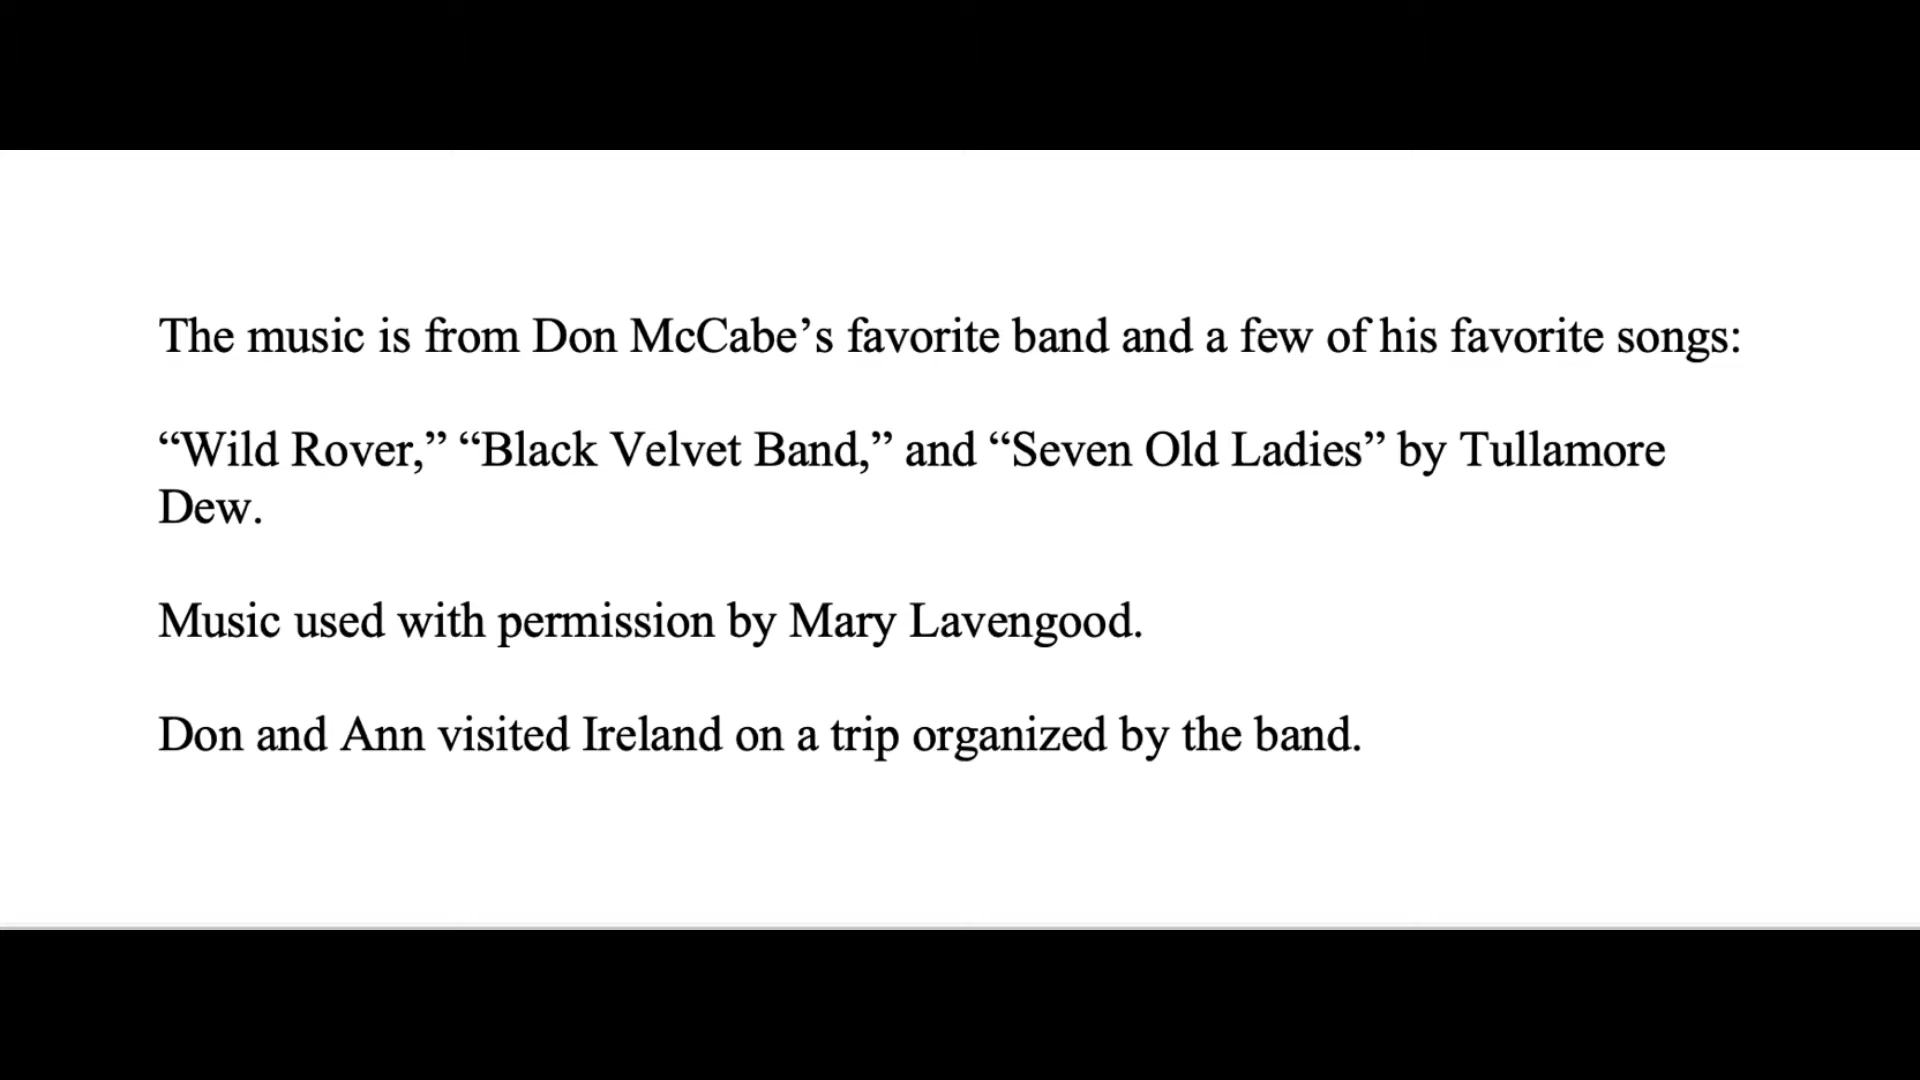 The music is from Don McCabe’s favorite band and a few of his favorite songs:
“Wild Rover,” “Black Velvet Band,” and “Seven Old Ladies” by Tullamore
Dew.
Music used with permission by Mary Lavengood.
Don and Ann visited Ireland on a trip organized by the band.